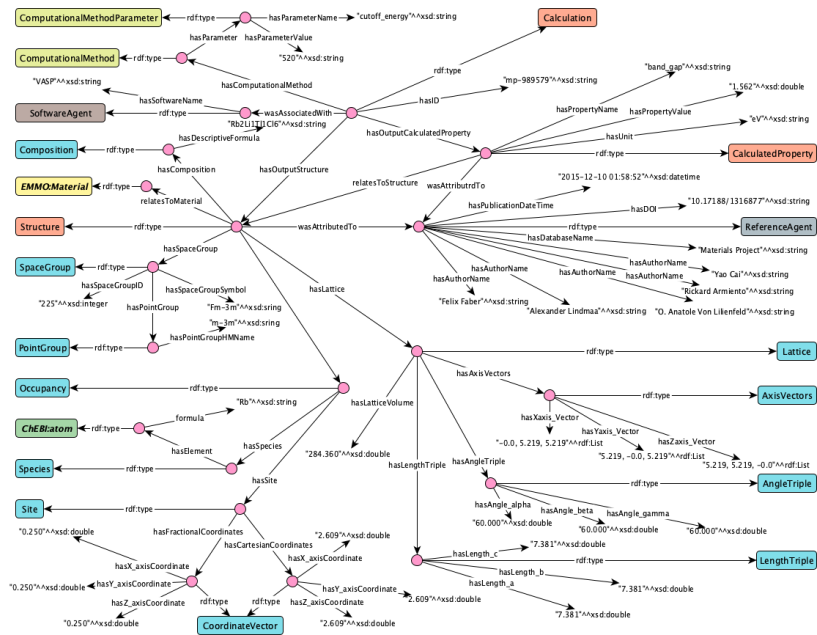 ComputationalMethodParameter
rdf:type
hasParameterName
"cutoff_energy"^^xsd:string
Calculation
hasParameter
hasParameterValue
ComputationalMethod
rdf:type
"520"^^xsd:string
"band_gap"^^xsd:string
rdf:type
"VASP"^^xsd:string
hasComputationalMethod
"mp-989579"^^xsd:string
hasPropertyName
"1.562"^^xsd:double
hasSoftwareName
hasID
hasPropertyValue
SoftwareAgent
rdf:type
wasAssociatedWith
"Rb2Li1Tl1Cl6"^^xsd:string
"eV"^^xsd:string
hasDescriptiveFormula
hasOutputCalculatedProperty
hasUnit
Composition
rdf:type
rdf:type
CalculatedProperty
hasComposition
hasOutputStructure
"2015-12-10 01:58:52"^^xsd:datetime
EMMO:Material
rdf:type
relatesToStructure
wasAttributrdTo
relatesToMaterial
hasPublicationDateTime
"10.17188/1316877"^^xsd:string
hasDOI
Structure
rdf:type
wasAttributedTo
rdf:type
ReferenceAgent
hasDatabaseName
hasSpaceGroup
"Materials Project"^^xsd:string
SpaceGroup
rdf:type
hasAuthorName
hasAuthorName
hasAuthorName
hasAuthorName
"Yao Cai"^^xsd:string
hasSpaceGroupID
hasSpaceGroupSymbol
hasLattice
hasAuthorName
"Rickard Armiento"^^xsd:string
"225"^^xsd:integer
"Felix Faber"^^xsd:string
hasPointGroup
"Fm-3m"^^xsd:sring
"Alexander Lindmaa"^^xsd:string
"O. Anatole Von Lilienfeld"^^xsd:string
"m-3m"^^xsd:sring
hasPointGroupHMName
PointGroup
rdf:type
rdf:type
Lattice
hasAxisVectors
Occupancy
rdf:type
rdf:type
AxisVectors
hasLatticeVolume
"Rb"^^xsd:string
formula
hasXaxis_Vector
ChEBI:atom
rdf:type
hasYaxis_Vector
hasZaxis_Vector
"-0.0, 5.219, 5.219"^^rdf:List
hasElement
hasSpecies
"284.360"^^xsd:double
"5.219, -0.0, 5.219"^^rdf:List
"5.219, 5.219, -0.0"^^rdf:List
Species
rdf:type
hasLengthTriple
hasAngleTriple
hasSite
rdf:type
AngleTriple
hasAngle_alpha
hasAngle_beta
Site
rdf:type
hasAngle_gamma
"60.000"^^xsd:double
"60.000"^^xsd:double
"60.000"^^xsd:double
"0.250"^^xsd:double
hasFractionalCoordinates
"2.609"^^xsd:double
hasCartesianCoordinates
"7.381"^^xsd:double
hasLength_c
hasX_axisCoordinate
hasX_axisCoordinate
rdf:type
LengthTriple
hasLength_b
"0.250"^^xsd:double
hasY_axisCoordinate
hasLength_a
hasY_axisCoordinate
"7.381"^^xsd:double
hasZ_axisCoordinate
rdf:type
rdf:type
hasZ_axisCoordinate
2.609"^^xsd:double
"0.250"^^xsd:double
CoordinateVector
"2.609"^^xsd:double
"7.381"^^xsd:double